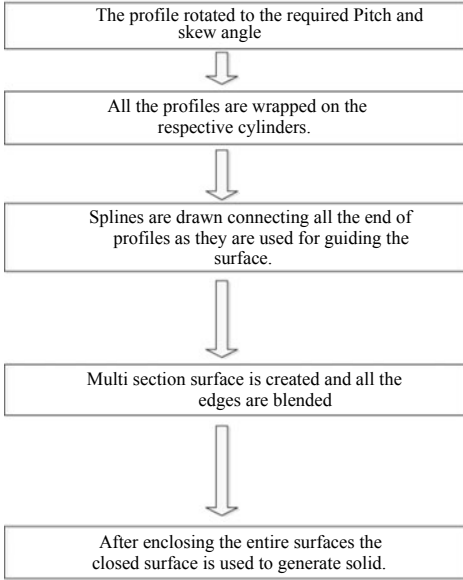 The profile rotated to the required Pitch and
skew angle
All the profiles are wrapped on the
respective cylinders.
Splines are drawn connecting all the end of
profiles as they are used for guiding the
surface.
Multi section surface is created and all the
edges are blended
After enclosing the entire surfaces the
closed surface is used to generate solid.